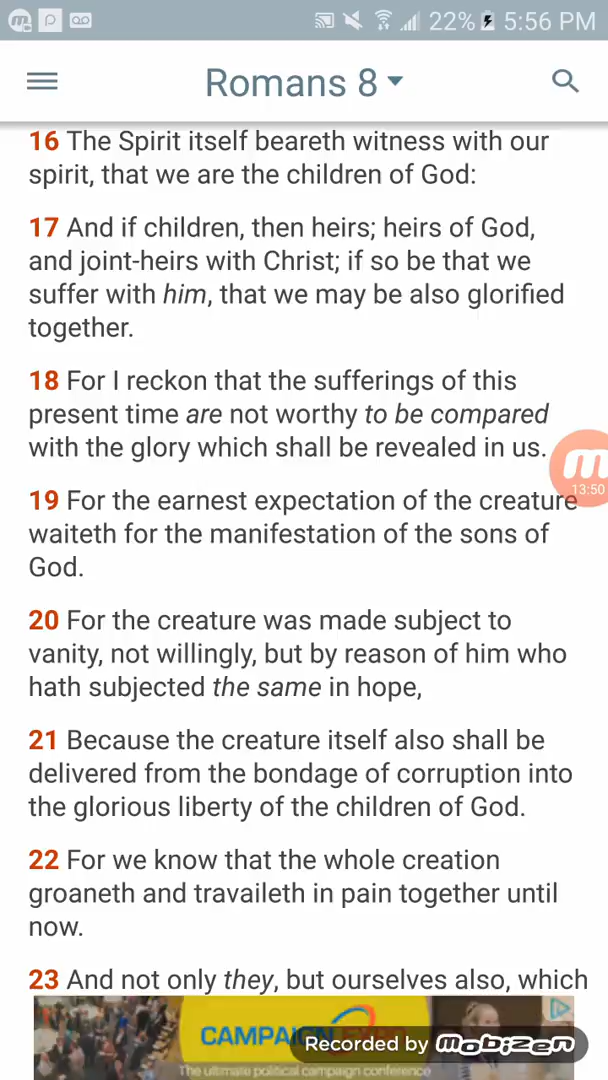 22% 5:56 PM
Romans 8
16 The Spirit itself beareth witness with our
spirit, that we are the children of God:
17 And if children, then heirs; heirs of God,
and joint-heirs with Christ; if so be that we
suffer with him, that we may be also glorified
together.
18 For I reckon that the sufferings of this
present time are not worthy to be compared
with the glory which shall be revealed in us.
13:50
19 For the earnest expectation of the creature
waiteth for the manifestation of the sons of
God.
20 For the creature was made subject to
vanity, not willingly, but by reason of him who
hath subjected the same in hope,
21 Because the creature itself also shall be
delivered from the bondage of corruption into
the glorious liberty of the children of God.
22 For we know that the whole creation
groaneth and travaileth in pain together until
now.
23 And not only they, but ourselves also, which
CAMPAIGN
Recorded by mobizen
The ultimate political campaign conference